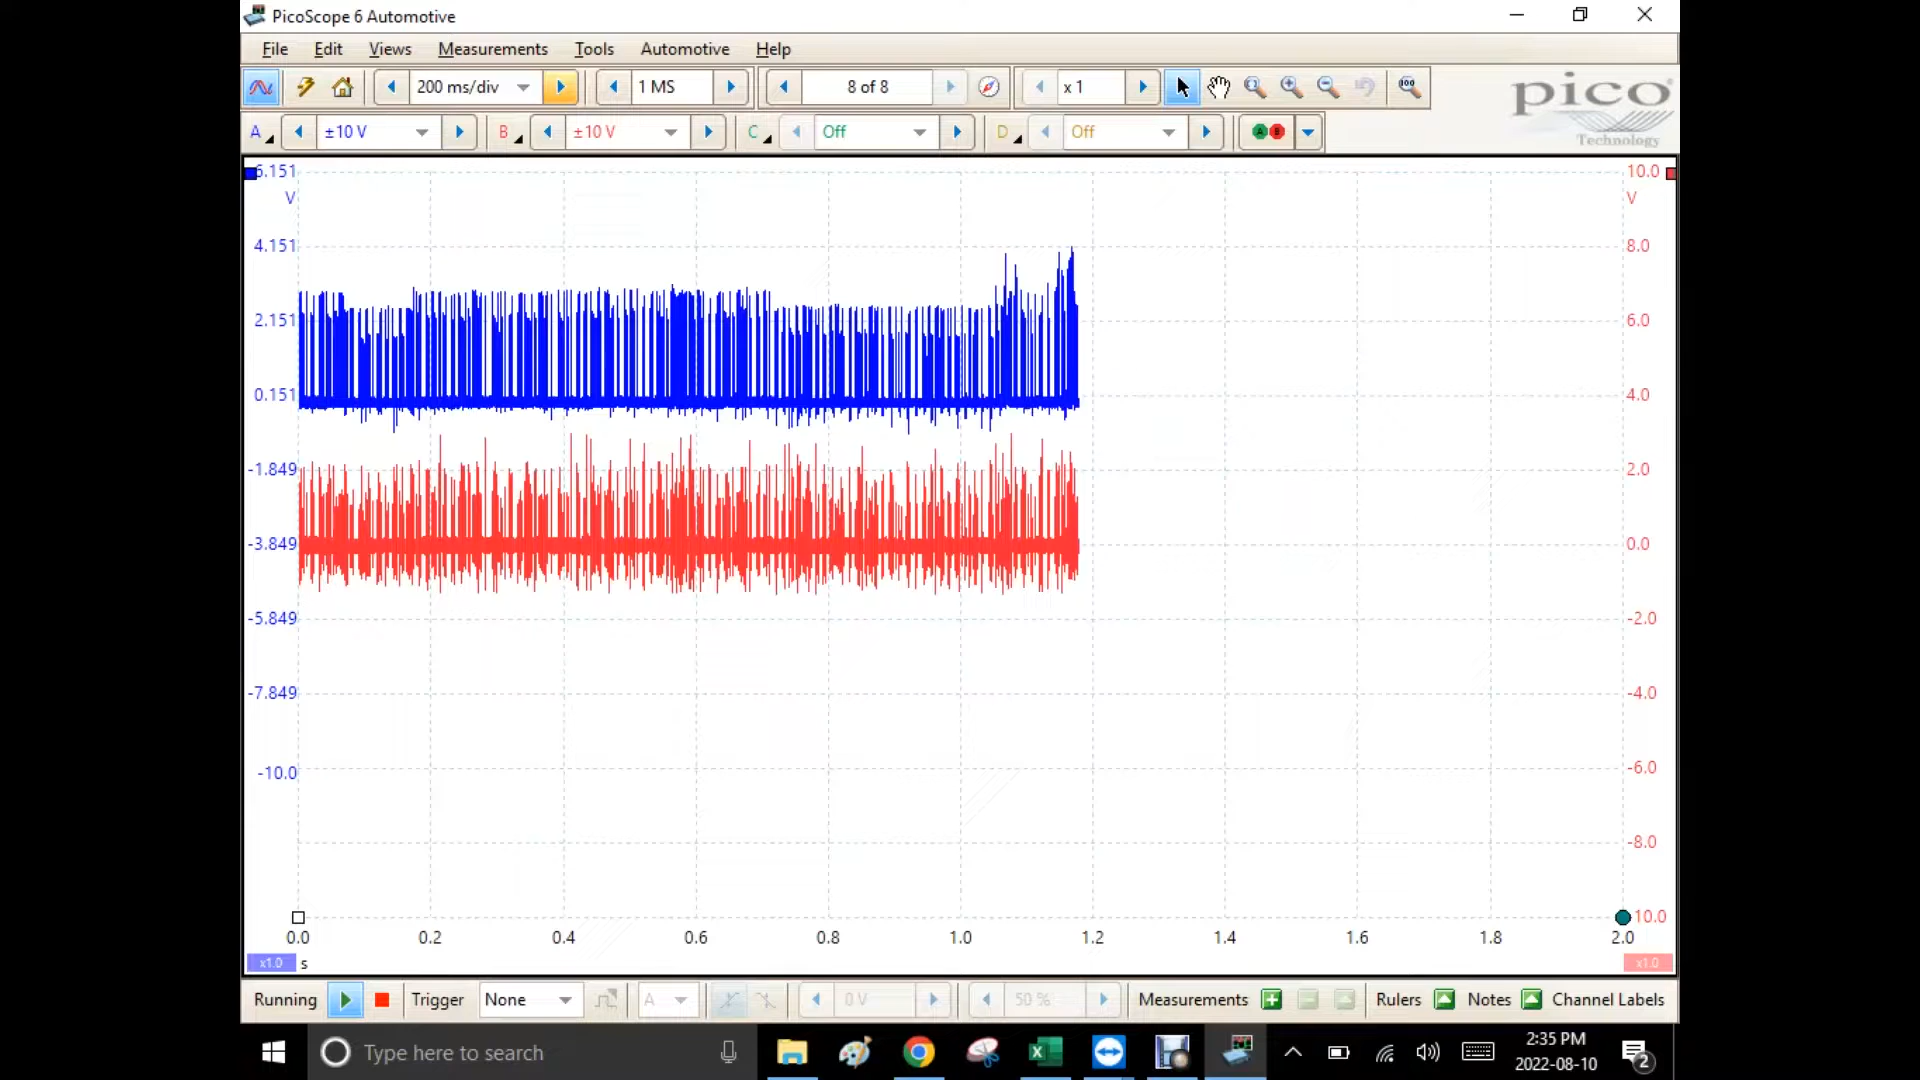 PicoScope 6 Automotive
File Edit Views Measurements Tools Automotive Help
200 ms/div 1 MS 8 of 8 x 1
pico
Technology
A ±10 V B ±10 V C Off D Off
6.151 10.0
V V
4.151 8.0
2.151 6.0
0.151 4.0
-1.849 2.0
-3.849 0.0
-5.849 -2.0
-7.849 -4.0
-10.0 -6.0
-8.0
10.0
0.0 0.2 0.4 0.6 0.8 1.0 1.2 1.4 1.6 1.8 2.0
x1.0 s x1.0
Running Trigger None A 0 V 50 % Measurements Rulers Notes Channel Labels
Type here to search
2:35 PM
2022-08-10
2